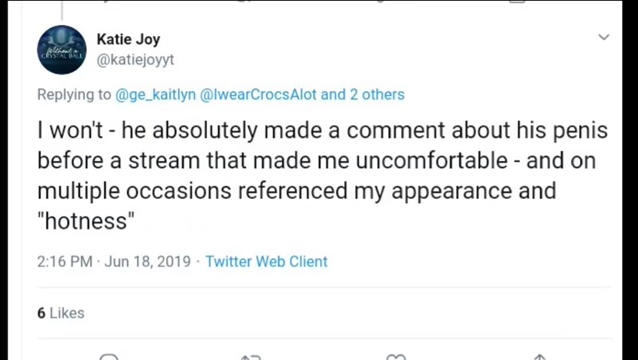 Katie Joy
@katiejoyyt
Replying to @ge_kaitlyn @IwearCrocsAlot and 2 others
I won't - he absolutely made a comment about his penis
before a stream that made me uncomfortable - and on
multiple occasions referenced my appearance and
"hotness"
2:16 PM · Jun 18, 2019 · Twitter Web Client
6 Likes